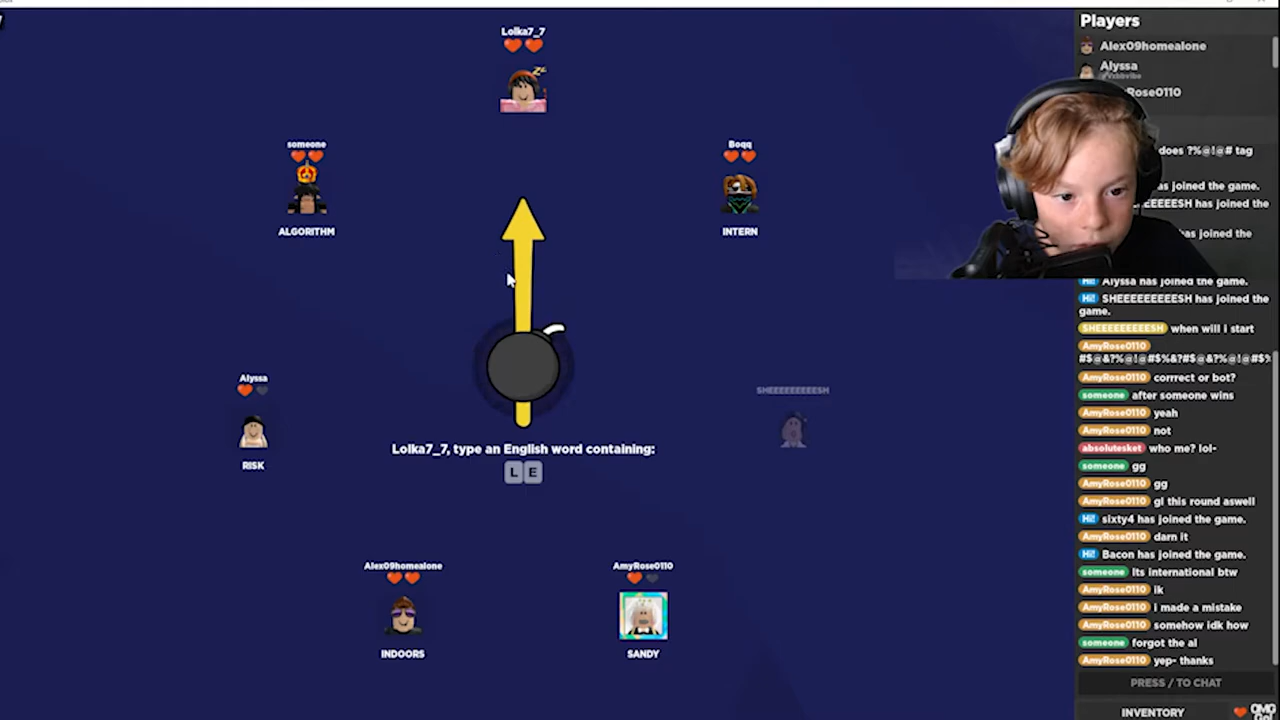 Players
Alex09homealone
Alyssa
Rose0110
does ?%@!@# tag
as joined the game.
EEEESH has joined the
as joined the
Hi! Alyssa has joined the game.
Hi! SHEEEEEEEEESH has joined the
game.
SHEEEEEEEEESH when will i start
AmyRose0110
#$@&?%@!@#$%&?#$@&?%@!@#$%
AmyRose0110 corrrect or bot?
someone after someone wins
AmyRose0110 yeah
AmyRose0110 not
absolutesket who me? lol-
someone gg
AmyRose0110 gg
AmyRose0110 gl this round aswell
Hi! sixty4 has joined the game.
AmyRose0110 darn it
Hi! Bacon has joined the game.
someone Its international btw
AmyRose0110 ik
AmyRose0110 i made a mistake
AmyRose0110 somehow idk how
someone forgot the al
AmyRose0110 yep- thanks
PRESS / TO CHAT
INVENTORY
Lolka7_7
someone
ALGORITHM
Boqq
INTERN
Alyssa
RISK
SHEEEEEEEEESH
Lolka7_7, type an English word containing:
L E
Alex09homealone
INDOORS
AmyRose0110
SANDY